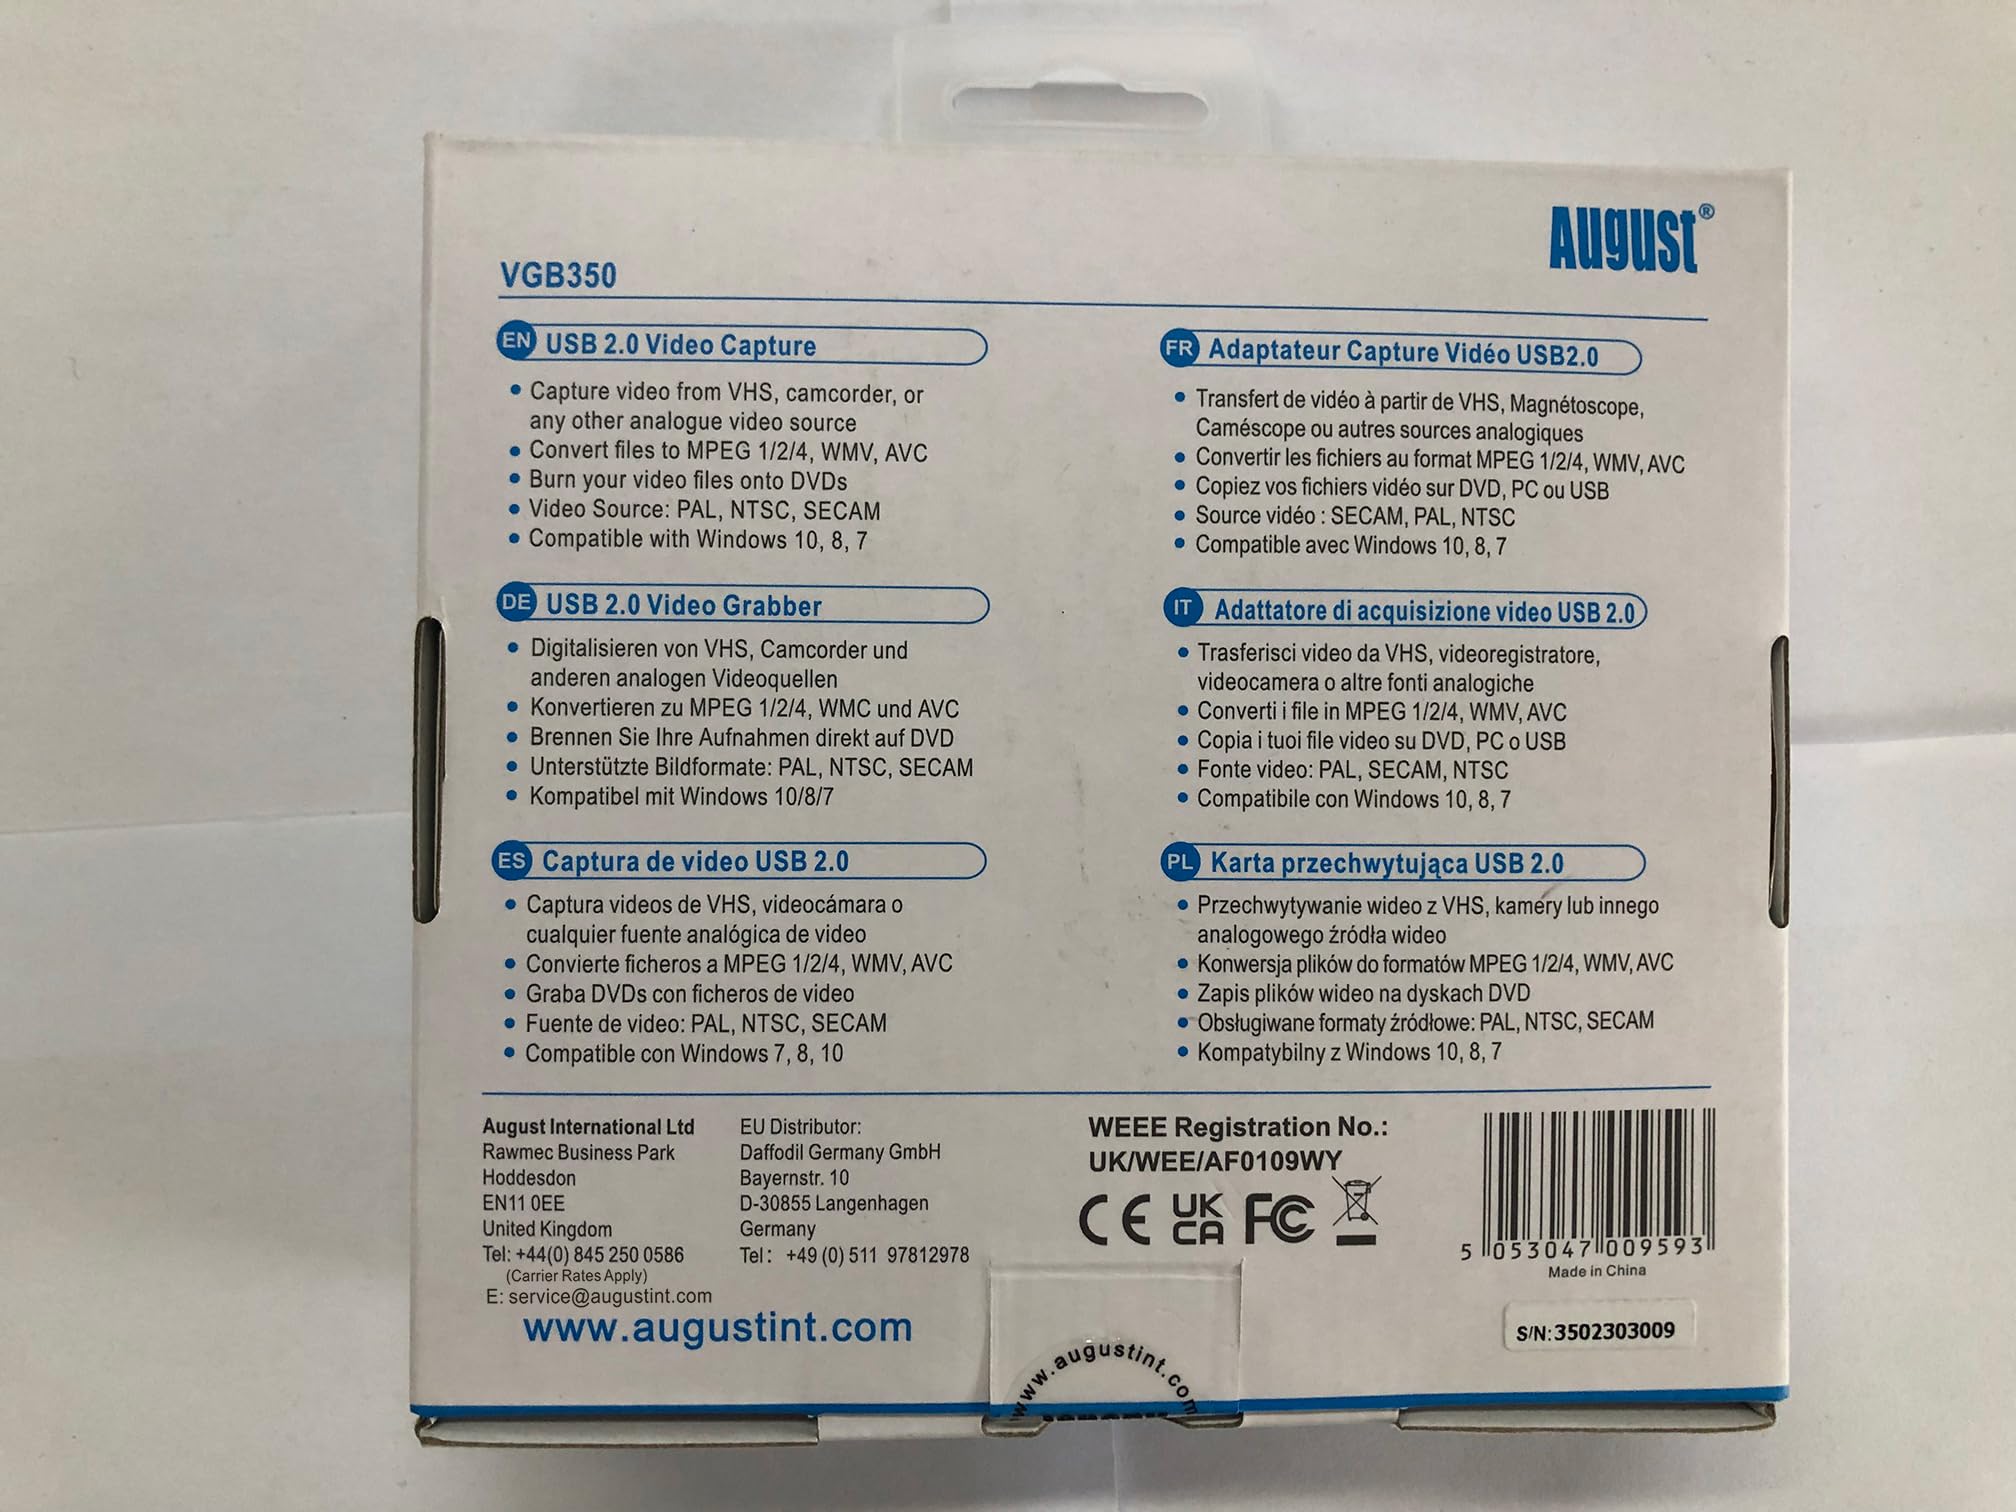 August®
VGB350
EN USB 2.0 Video Capture
• Capture video from VHS, camcorder, or
any other analogue video source
• Convert files to MPEG 1/2/4, WMV, AVC
• Burn your video files onto DVDs
• Video Source: PAL, NTSC, SECAM
• Compatible with Windows 10, 8, 7
FR Adaptateur Capture Vidéo USB2.0
• Transfert de vidéo à partir de VHS, Magnétoscope,
Caméscope ou autres sources analogiques
• Convertir les fichiers au format MPEG 1/2/4, WMV, AVC
• Copiez vos fichiers vidéo sur DVD, PC ou USB
• Source vidéo : SECAM, PAL, NTSC
• Compatible avec Windows 10, 8, 7
DE USB 2.0 Video Grabber
• Digitalisieren von VHS, Camcorder und
anderen analogen Videoquellen
• Konvertieren zu MPEG 1/2/4, WMC und AVC
• Brennen Sie Ihre Aufnahmen direkt auf DVD
• Unterstützte Bildformate: PAL, NTSC, SECAM
• Kompatibel mit Windows 10/8/7
IT Adattatore di acquisizione video USB 2.0
• Trasferisci video da VHS, videoregistratore,
videocamera o altre fonti analogiche
• Converti i file in MPEG 1/2/4, WMV, AVC
• Copia i tuoi file video su DVD, PC o USB
• Fonte video: PAL, SECAM, NTSC
• Compatibile con Windows 10, 8, 7
ES Captura de video USB 2.0
• Captura videos de VHS, videocámara o
cualquier fuente analógica de video
• Convierte ficheros a MPEG 1/2/4, WMV, AVC
• Graba DVDs con ficheros de video
• Fuente de video: PAL, NTSC, SECAM
• Compatible con Windows 7, 8, 10
PL Karta przechwytująca USB 2.0
• Przechwytywanie wideo z VHS, kamery lub innego
analogowego źródła wideo
• Konwersja plików do formatów MPEG 1/2/4, WMV, AVC
• Zapis plików wideo na dyskach DVD
• Obsługiwane formaty źródłowe: PAL, NTSC, SECAM
• Kompatybilny z Windows 10, 8, 7
August International Ltd
Rawmec Business Park
Hoddesdon
EN11 0EE
United Kingdom
Tel: +44(0) 845 250 0586
(Carrier Rates Apply)
E: service@augustint.com
www.augustint.com
EU Distributor:
Daffodil Germany GmbH
Bayernstr. 10
D-30855 Langenhagen
Germany
Tel: +49 (0) 511 97812978
WEEE Registration No.:
UK/WEE/AF0109WY
CE UK CA FC
5 053047 009593
Made in China
S/N:3502303009
www.augustint.com